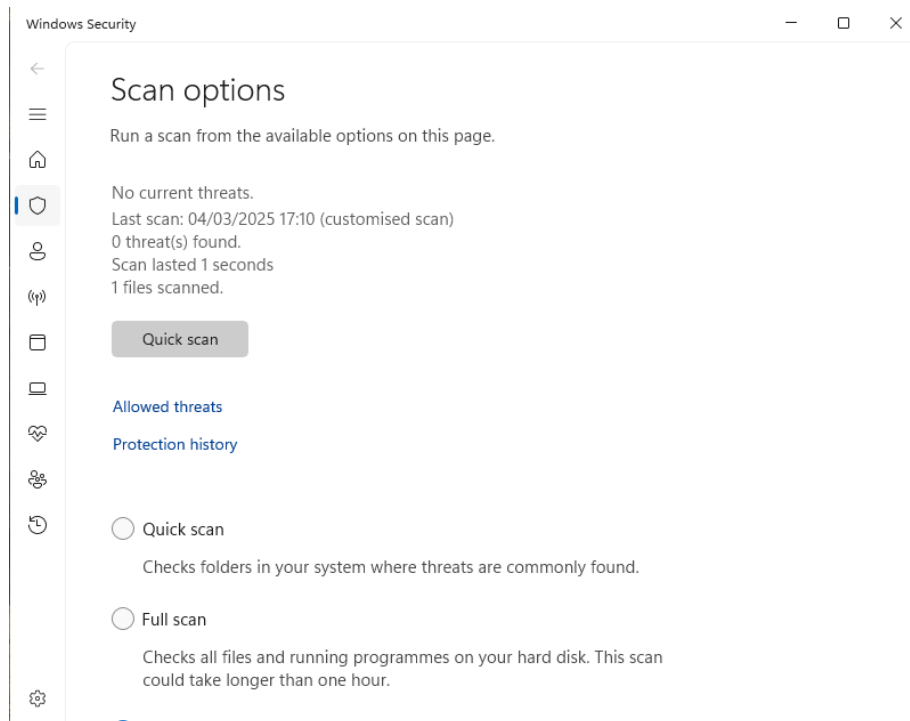 Windows Security
Scan options
Run a scan from the available options on this page.
No current threats.
Last scan: 04/03/2025 17:10 (customised scan)
0 threat(s) found.
Scan lasted 1 seconds
1 files scanned.
Quick scan
Allowed threats
Protection history
Quick scan
Checks folders in your system where threats are commonly found.
Full scan
Checks all files and running programmes on your hard disk. This scan
could take longer than one hour.